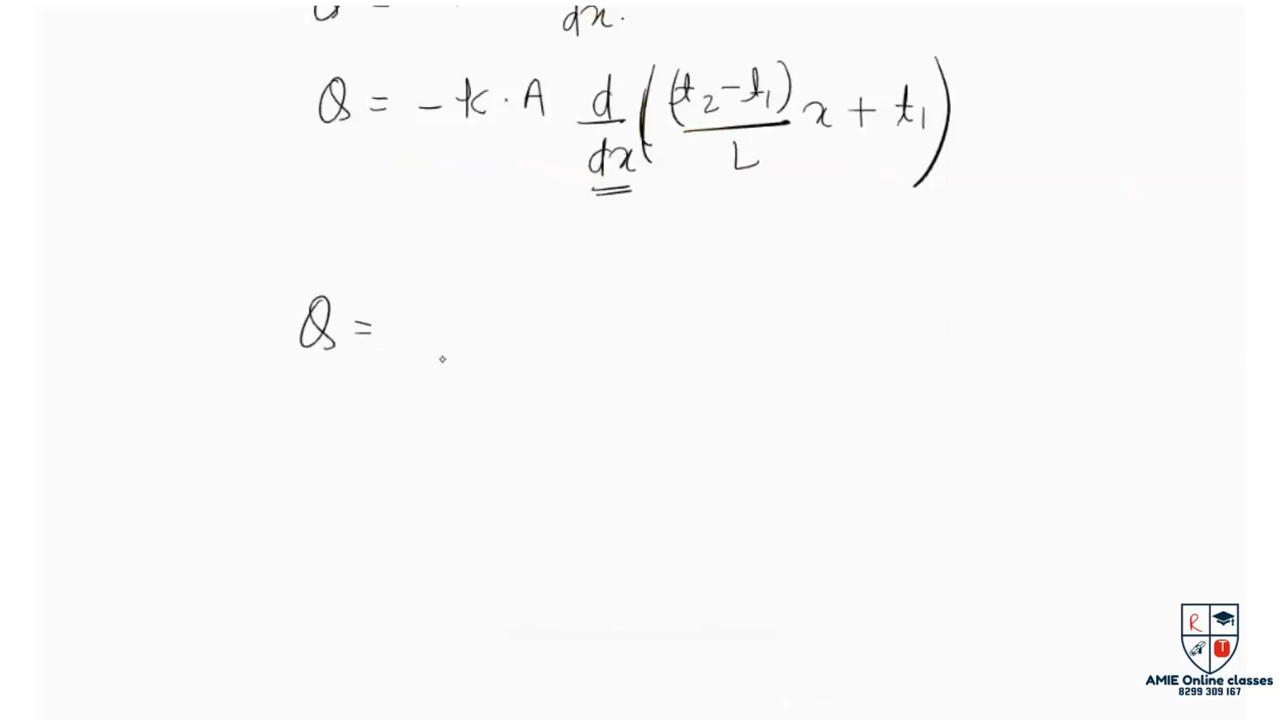 dx.
Q = - k . A d/dx ( (t₂-t₁)/L x + t₁ )
Q =
R
T
AMIE Online classes
8299 309 167